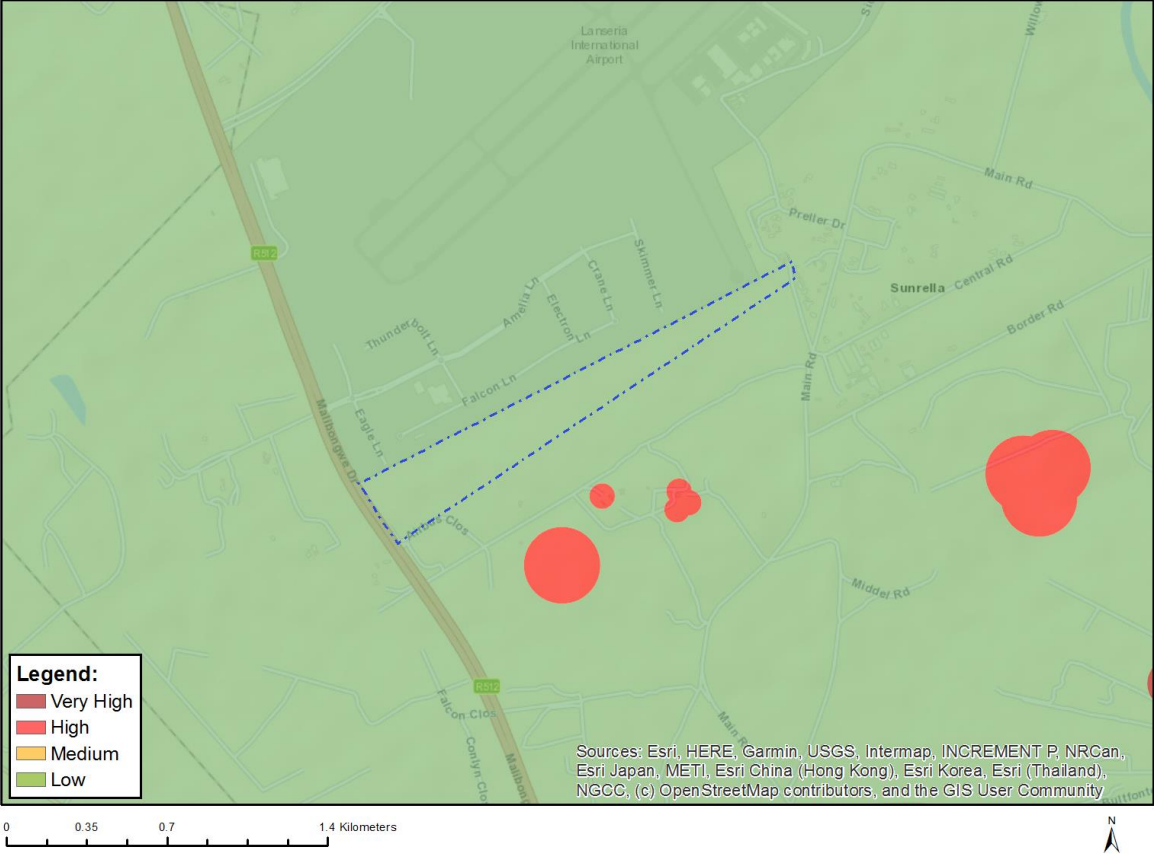 Lanseria
International
Airport
Willow
Main Rd
Preller Dr
R512
Skimmer Ln
Crane Ln
Sunrella
Central Rd
Amelia Ln
Electron Ln
Border Rd
Thunderbolt Ln
Main Rd
Falcon Ln
Malibongwe Dr
Eagle Ln
Clos
Middel Rd
Legend:
Very High
High
Medium
Low
R512
Falcon Clos
Main R
Conlyn Clos
Malibong
Sources: Esri, HERE, Garmin, USGS, Intermap, INCREMENT P, NRCan,
Esri Japan, METI, Esri China (Hong Kong), Esri Korea, Esri (Thailand),
NGCC, (c) OpenStreetMap contributors, and the GIS User Community
0 0.35 0.7 1.4 Kilometers
N